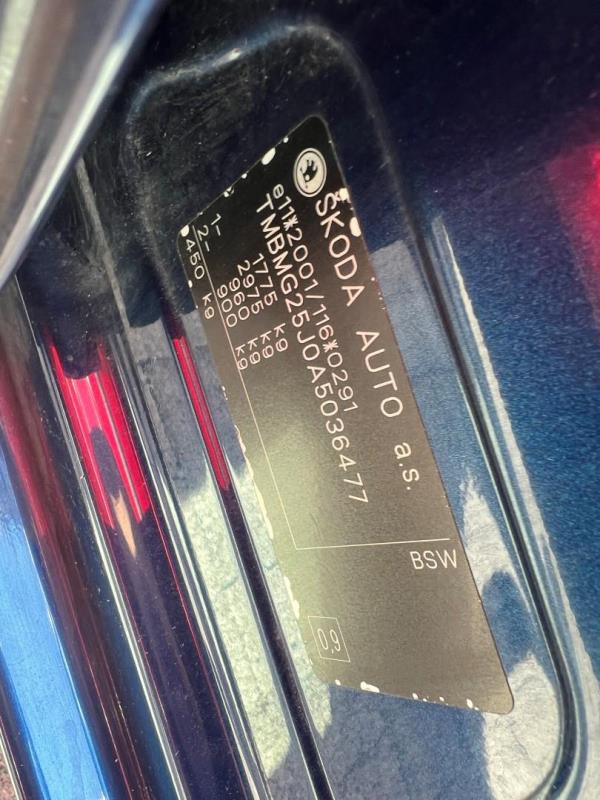 ŠKODA AUTO a.s.
e11*2001/116*0291
TMBMG25J0A5036477
1775 kg
2975 kg
1- 960 kg
2- 900 kg
450 kg
BSW
0,9